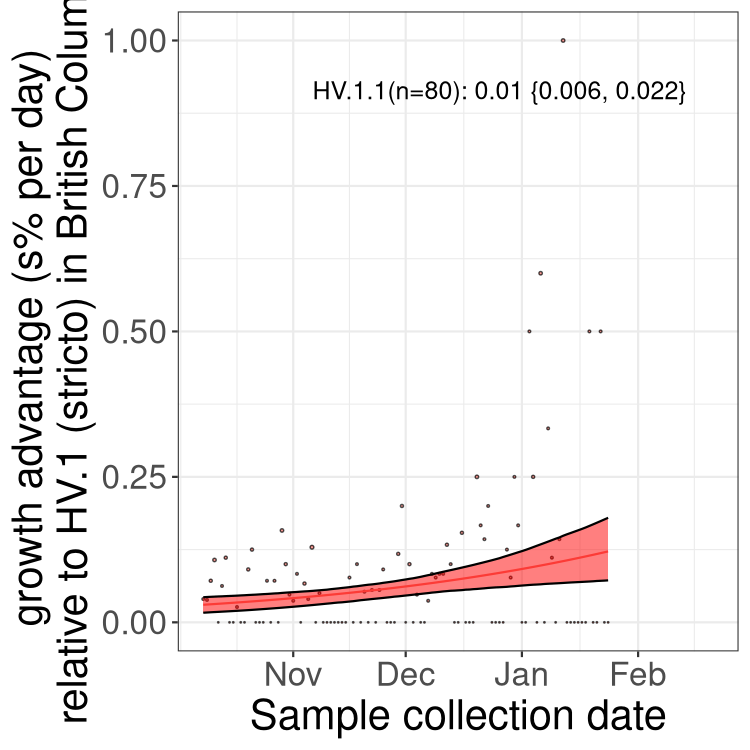 growth advantage (s% per day)
relative to HV.1 (stricto) in British Colum
1.00
0.75
0.50
0.25
0.00
HV.1.1(n=80): 0.01 {0.006, 0.022}
Nov Dec Jan Feb
Sample collection date